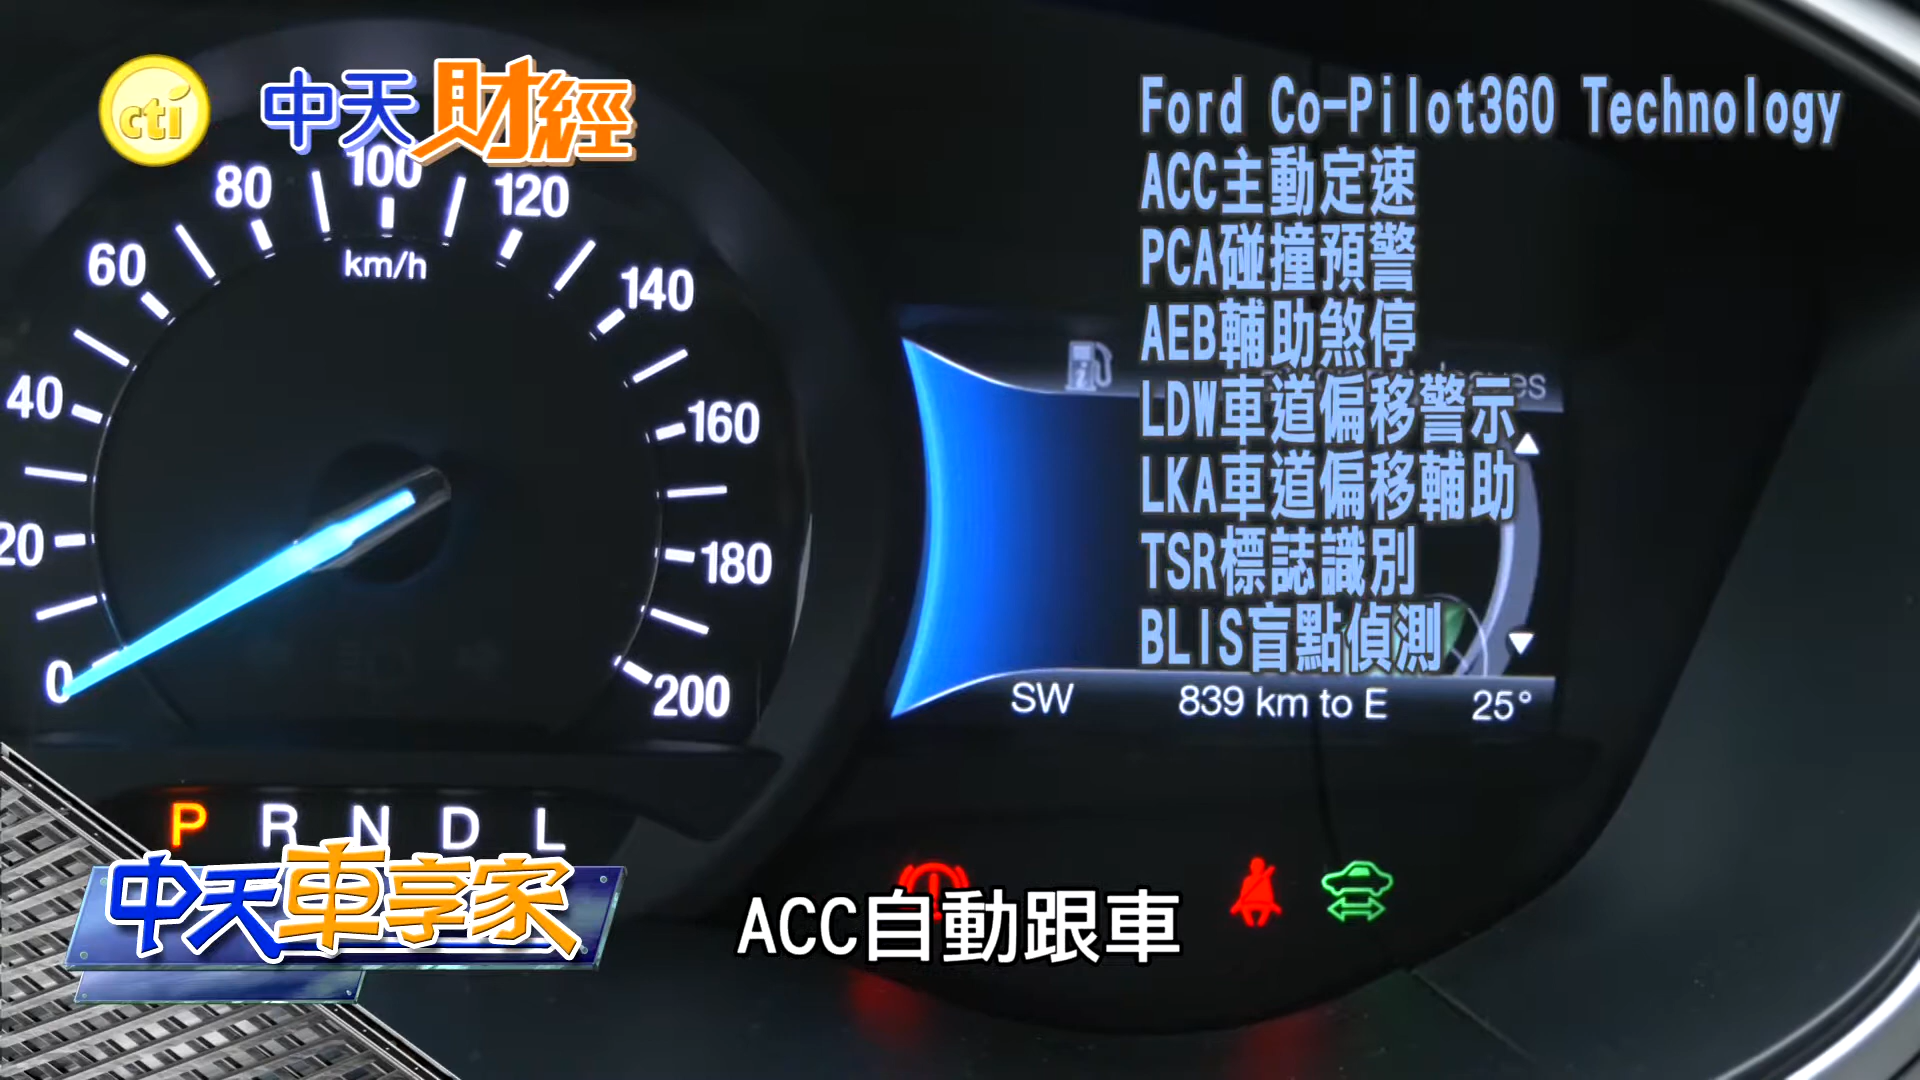 cti
中天財經
Ford Co-Pilot360 Technology
ACC主動定速
PCA碰撞預警
AEB輔助煞停
LDW車道偏移警示
LKA車道偏移輔助
TSR標誌識別
BLIS盲點偵測
0
20
40
60
80
100
120
140
160
180
200
km/h
SW 839 km to E 25°
P R N D L
中天車享家
ACC自動跟車